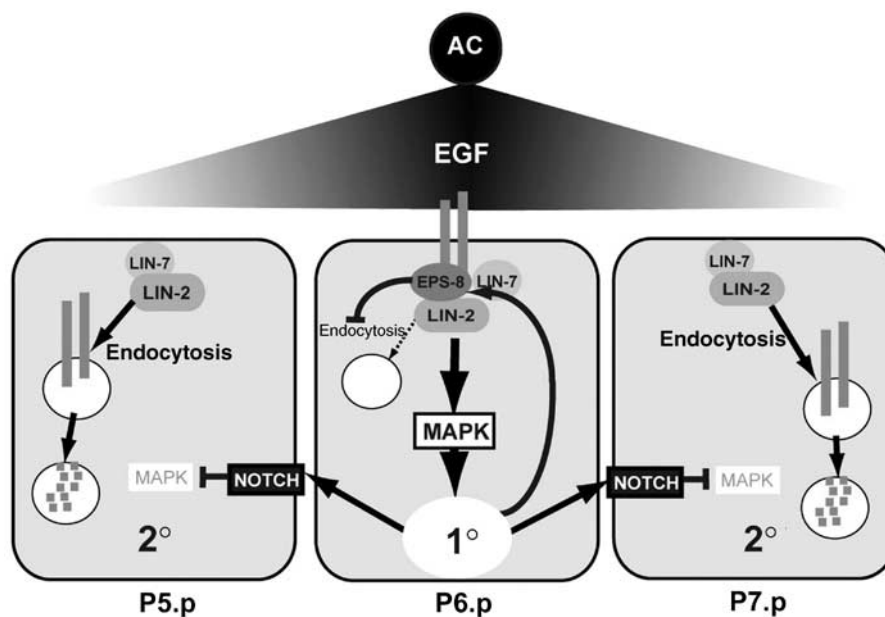 AC
EGF
LIN-7
LIN-2
Endocytosis
MAPK
NOTCH
2°
P5.p
EPS-8
LIN-7
LIN-2
Endocytosis
MAPK
1°
P6.p
LIN-7
LIN-2
Endocytosis
NOTCH
MAPK
2°
P7.p